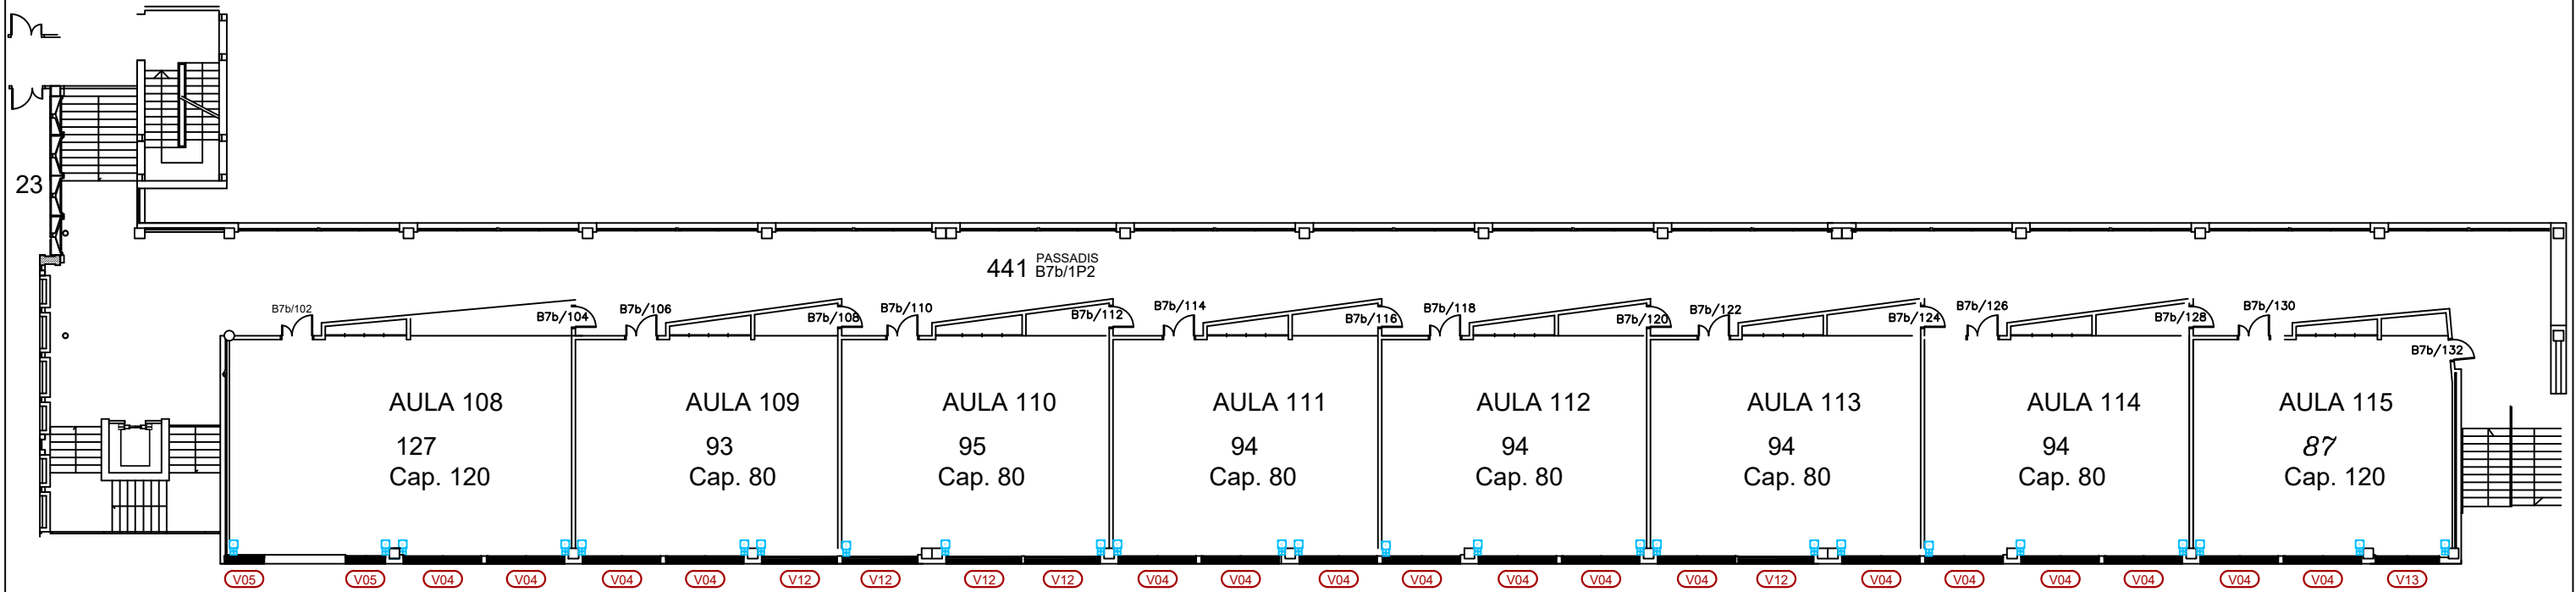 23
441 PASSADIS
B7b/1P2
B7b/102
B7b/104
B7b/106
B7b/108
B7b/110
B7b/112
B7b/114
B7b/116
B7b/118
B7b/120
B7b/122
B7b/124
B7b/126
B7b/128
B7b/130
B7b/132
AULA 108
127
Cap. 120
AULA 109
93
Cap. 80
AULA 110
95
Cap. 80
AULA 111
94
Cap. 80
AULA 112
94
Cap. 80
AULA 113
94
Cap. 80
AULA 114
94
Cap. 80
AULA 115
87
Cap. 120
V05
V05
V04
V04
V04
V04
V12
V12
V12
V12
V04
V04
V04
V04
V04
V04
V04
V12
V04
V04
V04
V04
V04
V04
V13